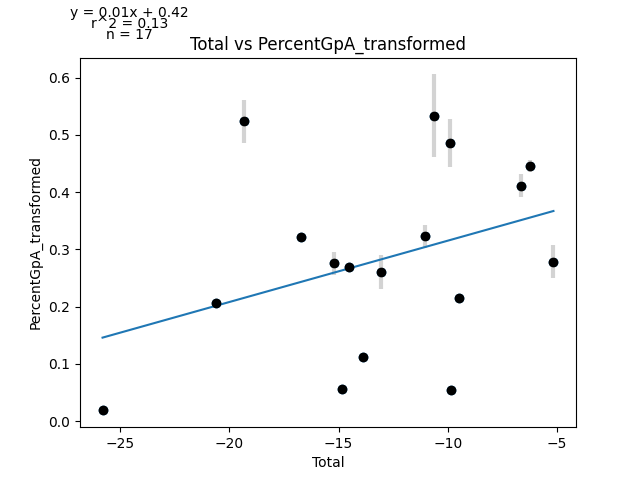 y = 0.01x + 0.42
r^2 = 0.13
n = 17
Total vs PercentGpA_transformed
PercentGpA_transformed
0.6
0.5
0.4
0.3
0.2
0.1
0.0
−25
−20
−15
−10
−5
Total